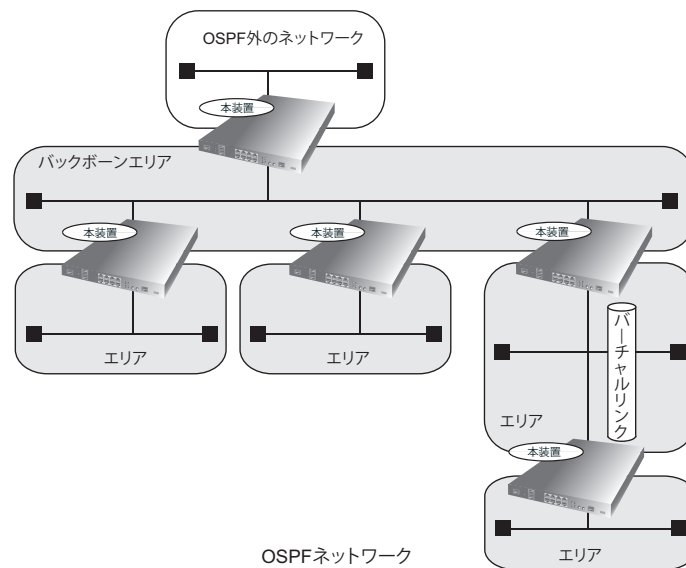 OSPF外のネットワーク
本装置
バックボーンエリア
本装置
本装置
本装置
エリア
エリア
バーチャルリンク
エリア
本装置
エリア
OSPFネットワーク